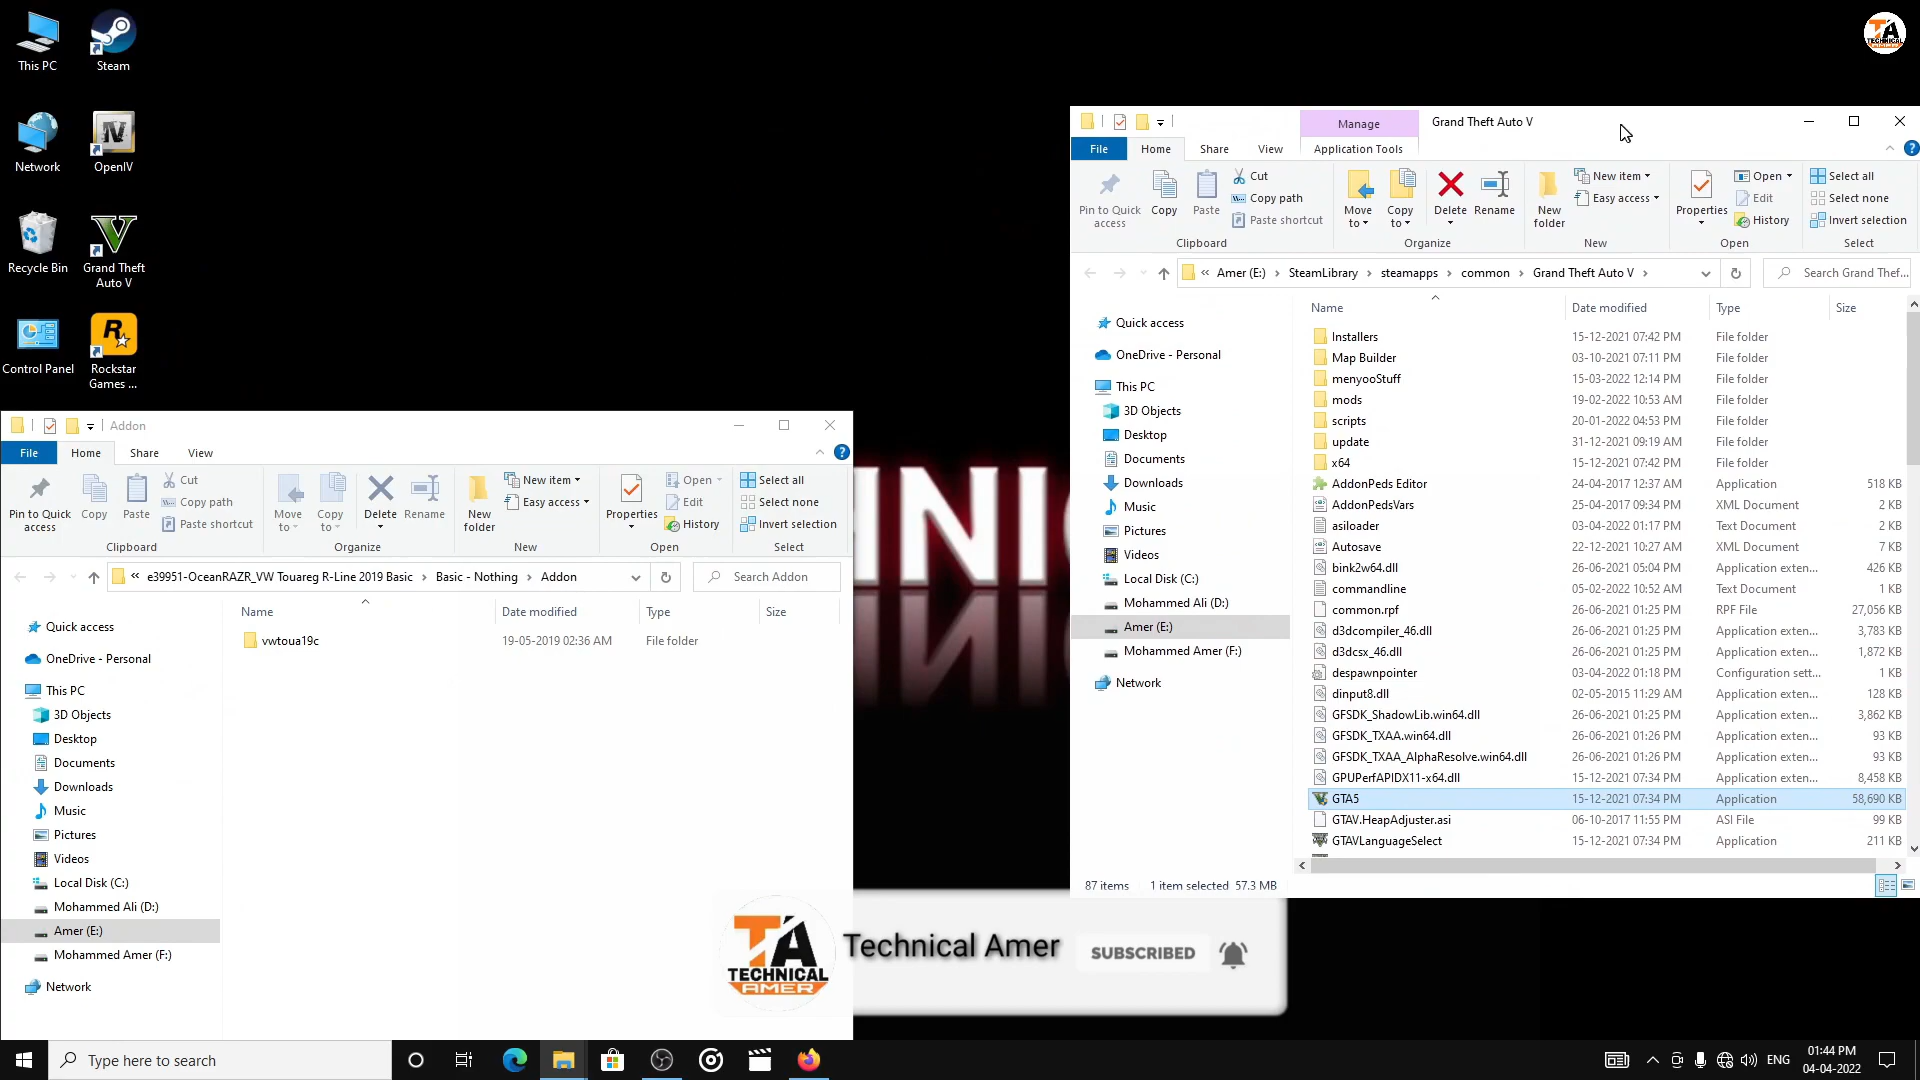 This PC
Steam
Network
OpenIV
Recycle Bin
Grand Theft
Auto V
Control Panel
Rockstar
Games ...
TA
TECHNICAL
AMER
Manage
Grand Theft Auto V
File
Home
Share
View
Application Tools
Pin to Quick
access
Copy
Paste
Cut
Copy path
Paste shortcut
Clipboard
Move
to
Copy
to
Delete
Rename
Organize
New
folder
New item
Easy access
New
Properties
Open
Edit
History
Open
Select all
Select none
Invert selection
Select
« Amer (E:) › SteamLibrary › steamapps › common › Grand Theft Auto V ›
Search Grand Thef...
Quick access
OneDrive - Personal
This PC
3D Objects
Desktop
Documents
Downloads
Music
Pictures
Videos
Local Disk (C:)
Mohammed Ali (D:)
Amer (E:)
Mohammed Amer (F:)
Network
Name Date modified Type Size
Installers 15-12-2021 07:42 PM File folder
Map Builder 03-10-2021 07:11 PM File folder
menyooStuff 15-03-2022 12:14 PM File folder
mods 19-02-2022 10:53 AM File folder
scripts 20-01-2022 04:53 PM File folder
update 31-12-2021 09:19 AM File folder
x64 15-12-2021 07:42 PM File folder
AddonPeds Editor 24-04-2017 12:37 AM Application 518 KB
AddonPedsVars 25-04-2017 09:34 PM XML Document 2 KB
asiloader 03-04-2022 01:17 PM Text Document 2 KB
Autosave 22-12-2021 10:27 AM XML Document 7 KB
bink2w64.dll 26-06-2021 05:04 PM Application exten... 426 KB
commandline 05-02-2022 10:52 AM Text Document 1 KB
common.rpf 26-06-2021 01:25 PM RPF File 27,056 KB
d3dcompiler_46.dll 26-06-2021 01:25 PM Application exten... 3,783 KB
d3dcsx_46.dll 26-06-2021 01:25 PM Application exten... 1,872 KB
despawnpointer 03-04-2022 01:18 PM Configuration sett... 1 KB
dinput8.dll 02-05-2015 11:29 AM Application exten... 128 KB
GFSDK_ShadowLib.win64.dll 26-06-2021 01:25 PM Application exten... 3,862 KB
GFSDK_TXAA.win64.dll 26-06-2021 01:26 PM Application exten... 93 KB
GFSDK_TXAA_AlphaResolve.win64.dll 26-06-2021 01:26 PM Application exten... 93 KB
GPUPerfAPIDX11-x64.dll 15-12-2021 07:34 PM Application exten... 8,458 KB
GTA5 15-12-2021 07:34 PM Application 58,690 KB
GTAV.HeapAdjuster.asi 06-10-2017 11:55 PM ASI File 99 KB
GTAVLanguageSelect 15-12-2021 07:34 PM Application 211 KB
87 items 1 item selected 57.3 MB
Addon
File
Home
Share
View
Pin to Quick
access
Copy
Paste
Cut
Copy path
Paste shortcut
Clipboard
Move
to
Copy
to
Delete
Rename
Organize
New
folder
New item
Easy access
New
Properties
Open
Edit
History
Open
Select all
Select none
Invert selection
Select
« e39951-OceanRAZR_VW Touareg R-Line 2019 Basic › Basic - Nothing › Addon
Search Addon
Name Date modified Type Size
vwtoua19c 19-05-2019 02:36 AM File folder
Quick access
OneDrive - Personal
This PC
3D Objects
Desktop
Documents
Downloads
Music
Pictures
Videos
Local Disk (C:)
Mohammed Ali (D:)
Amer (E:)
Mohammed Amer (F:)
Network
TA
TECHNICAL
AMER
Technical Amer
SUBSCRIBED
Type here to search
ENG
01:44 PM
04-04-2022